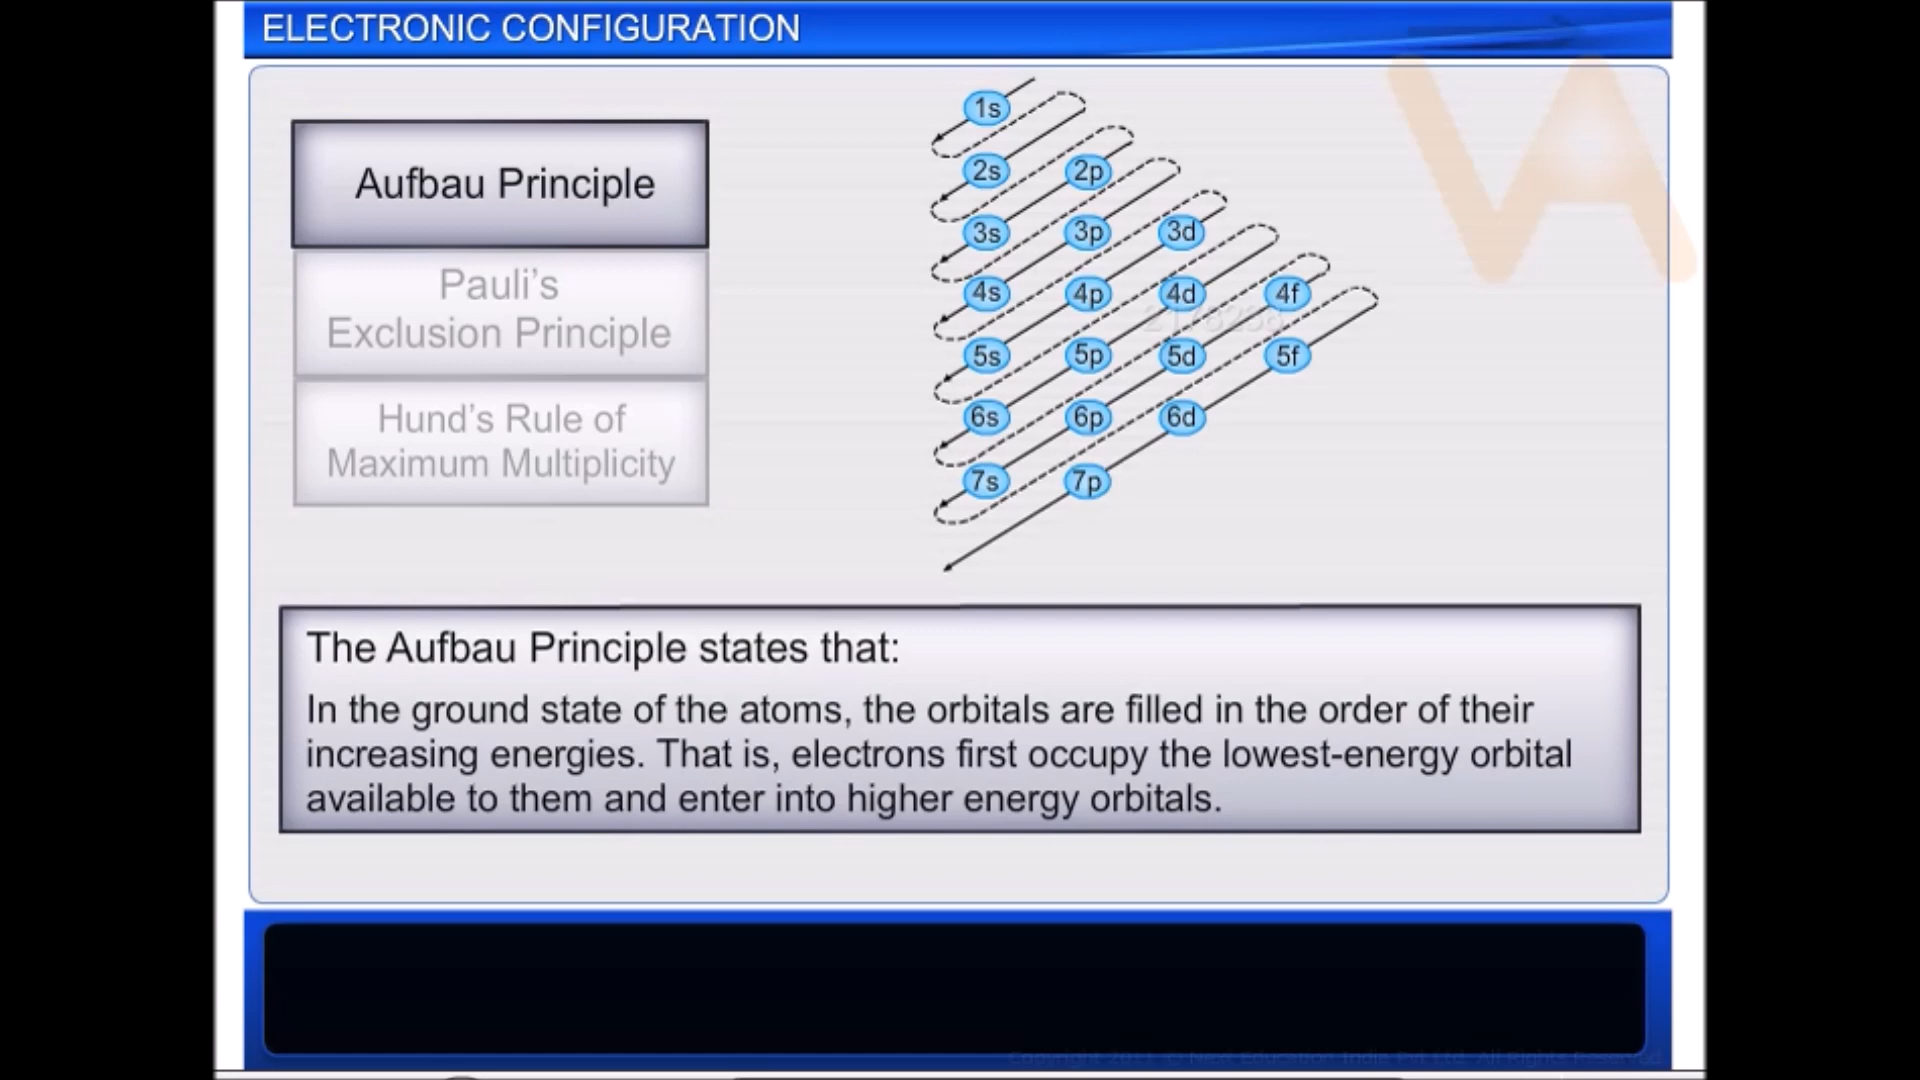 ELECTRONIC CONFIGURATION
Aufbau Principle
Pauli's
Exclusion Principle
Hund's Rule of
Maximum Multiplicity
1s
2s 2p
3s 3p 3d
4s 4p 4d 4f
5s 5p 5d 5f
6s 6p 6d
7s 7p
The Aufbau Principle states that:
In the ground state of the atoms, the orbitals are filled in the order of their
increasing energies. That is, electrons first occupy the lowest-energy orbital
available to them and enter into higher energy orbitals.